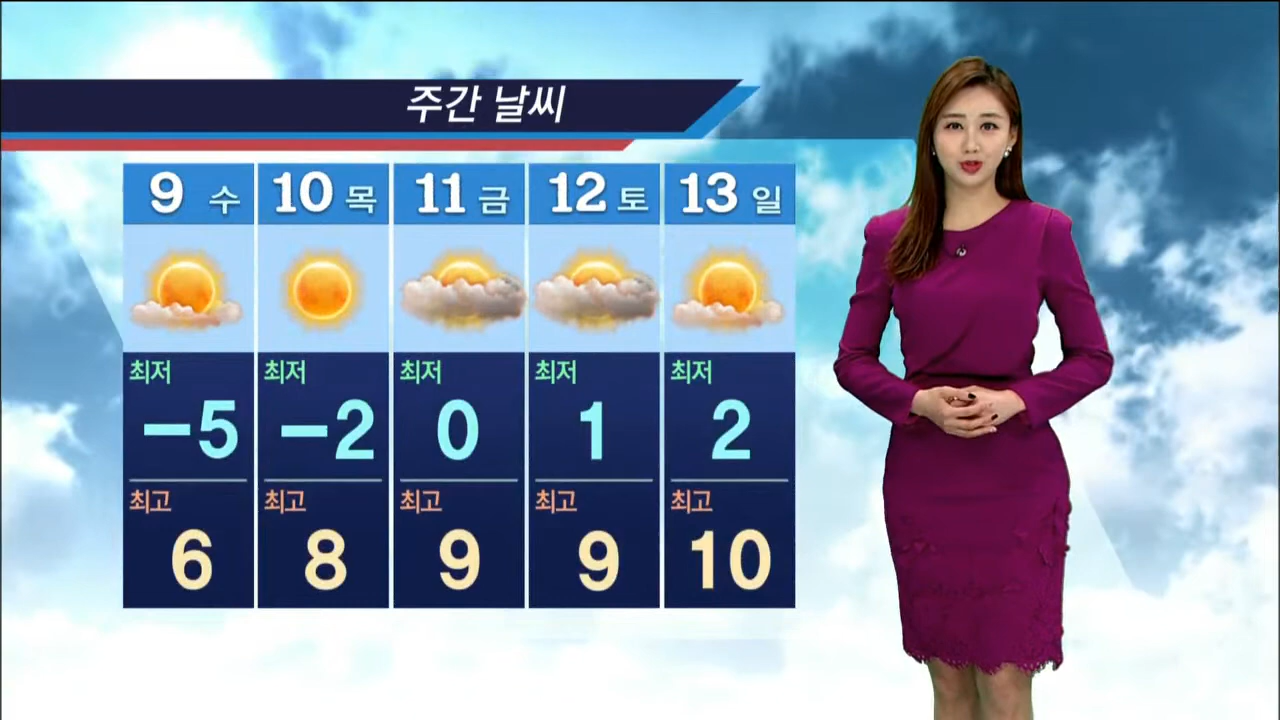 주간 날씨
9 수 10 목 11 금 12 토 13 일
최저 최저 최저 최저 최저
-5 -2 0 1 2
최고 최고 최고 최고 최고
6 8 9 9 10